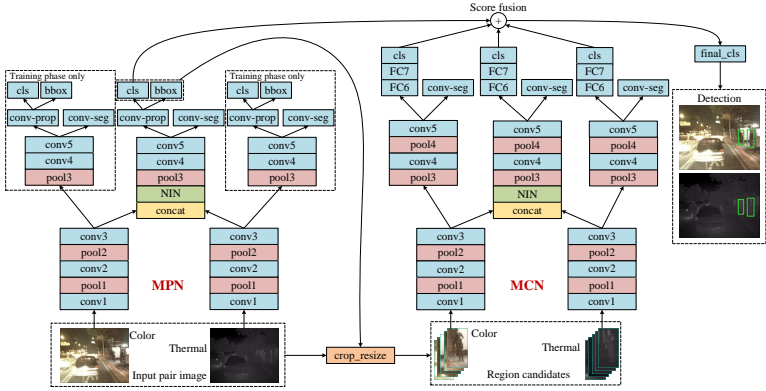 Score fusion
+
Training phase only
cls bbox
conv-prop conv-seg
conv5
conv4
pool3
cls bbox
conv-prop conv-seg
conv5
conv4
pool3
NIN
concat
Training phase only
cls bbox
conv-prop conv-seg
conv5
conv4
pool3
conv3
pool2
conv2
pool1
conv1
MPN
conv3
pool2
conv2
pool1
conv1
Color
Thermal
Input pair image
crop_resize
cls
FC7
FC6 conv-seg
conv5
pool4
conv4
pool3
cls
FC7
FC6 conv-seg
conv5
pool4
conv4
pool3
NIN
concat
cls
FC7
FC6 conv-seg
conv5
pool4
conv4
pool3
conv3
pool2
conv2
pool1
conv1
MCN
conv3
pool2
conv2
pool1
conv1
Color
Thermal
Region candidates
final_cls
Detection